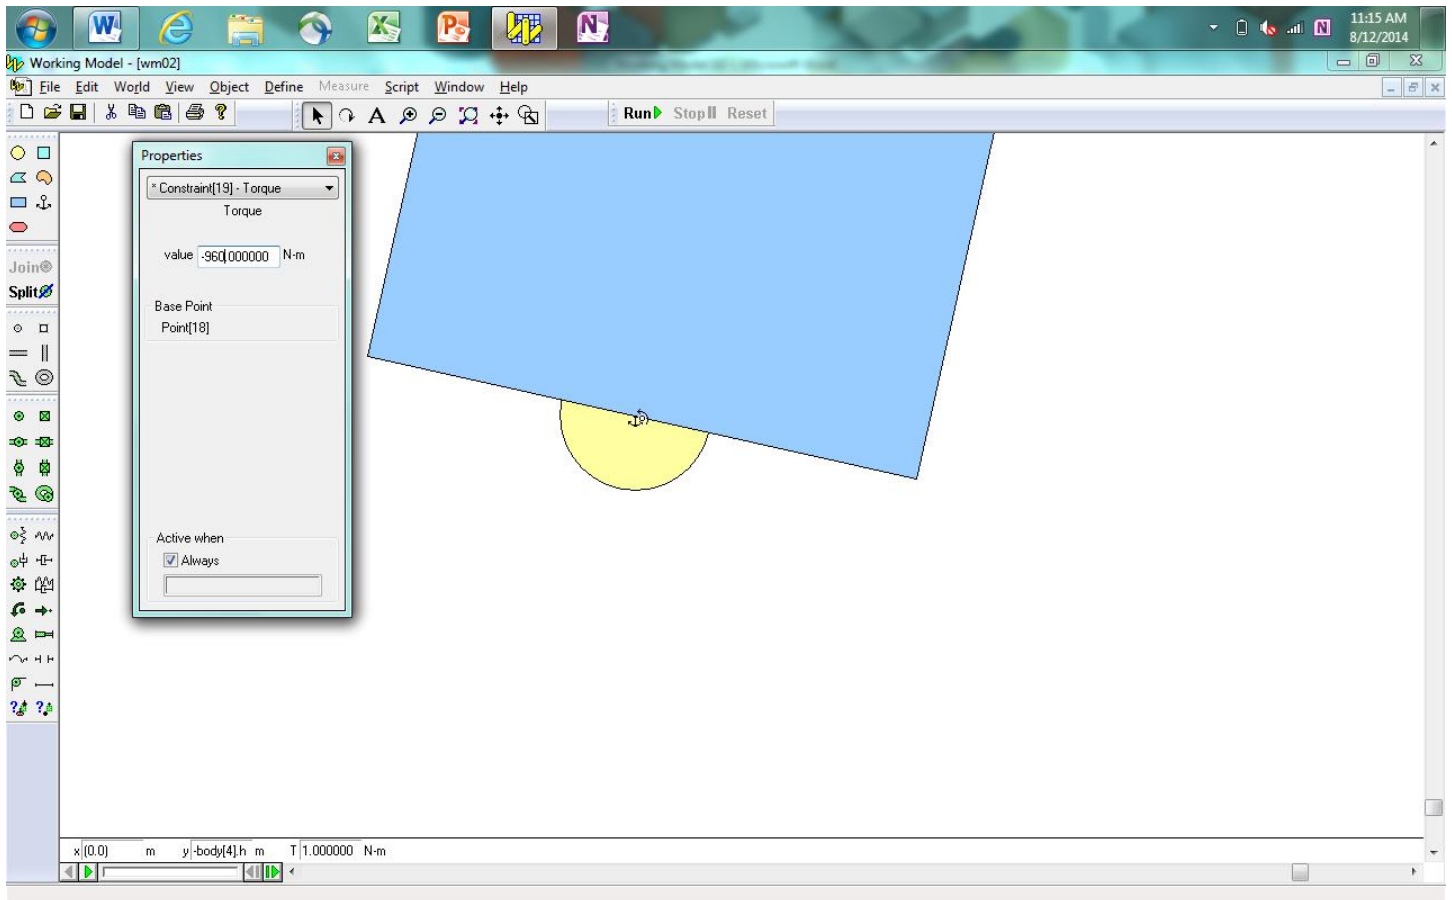 11:15 AM
8/12/2014
Working Model - [wm02]
File Edit World View Object Define Measure Script Window Help
Run Stop Reset
Properties
* Constraint[19] - Torque
Torque
value -960.000000 N-m
Join
Split
Base Point
Point[18]
Active when
Always
x (0.0) m y -body[4].h m T 1.000000 N-m